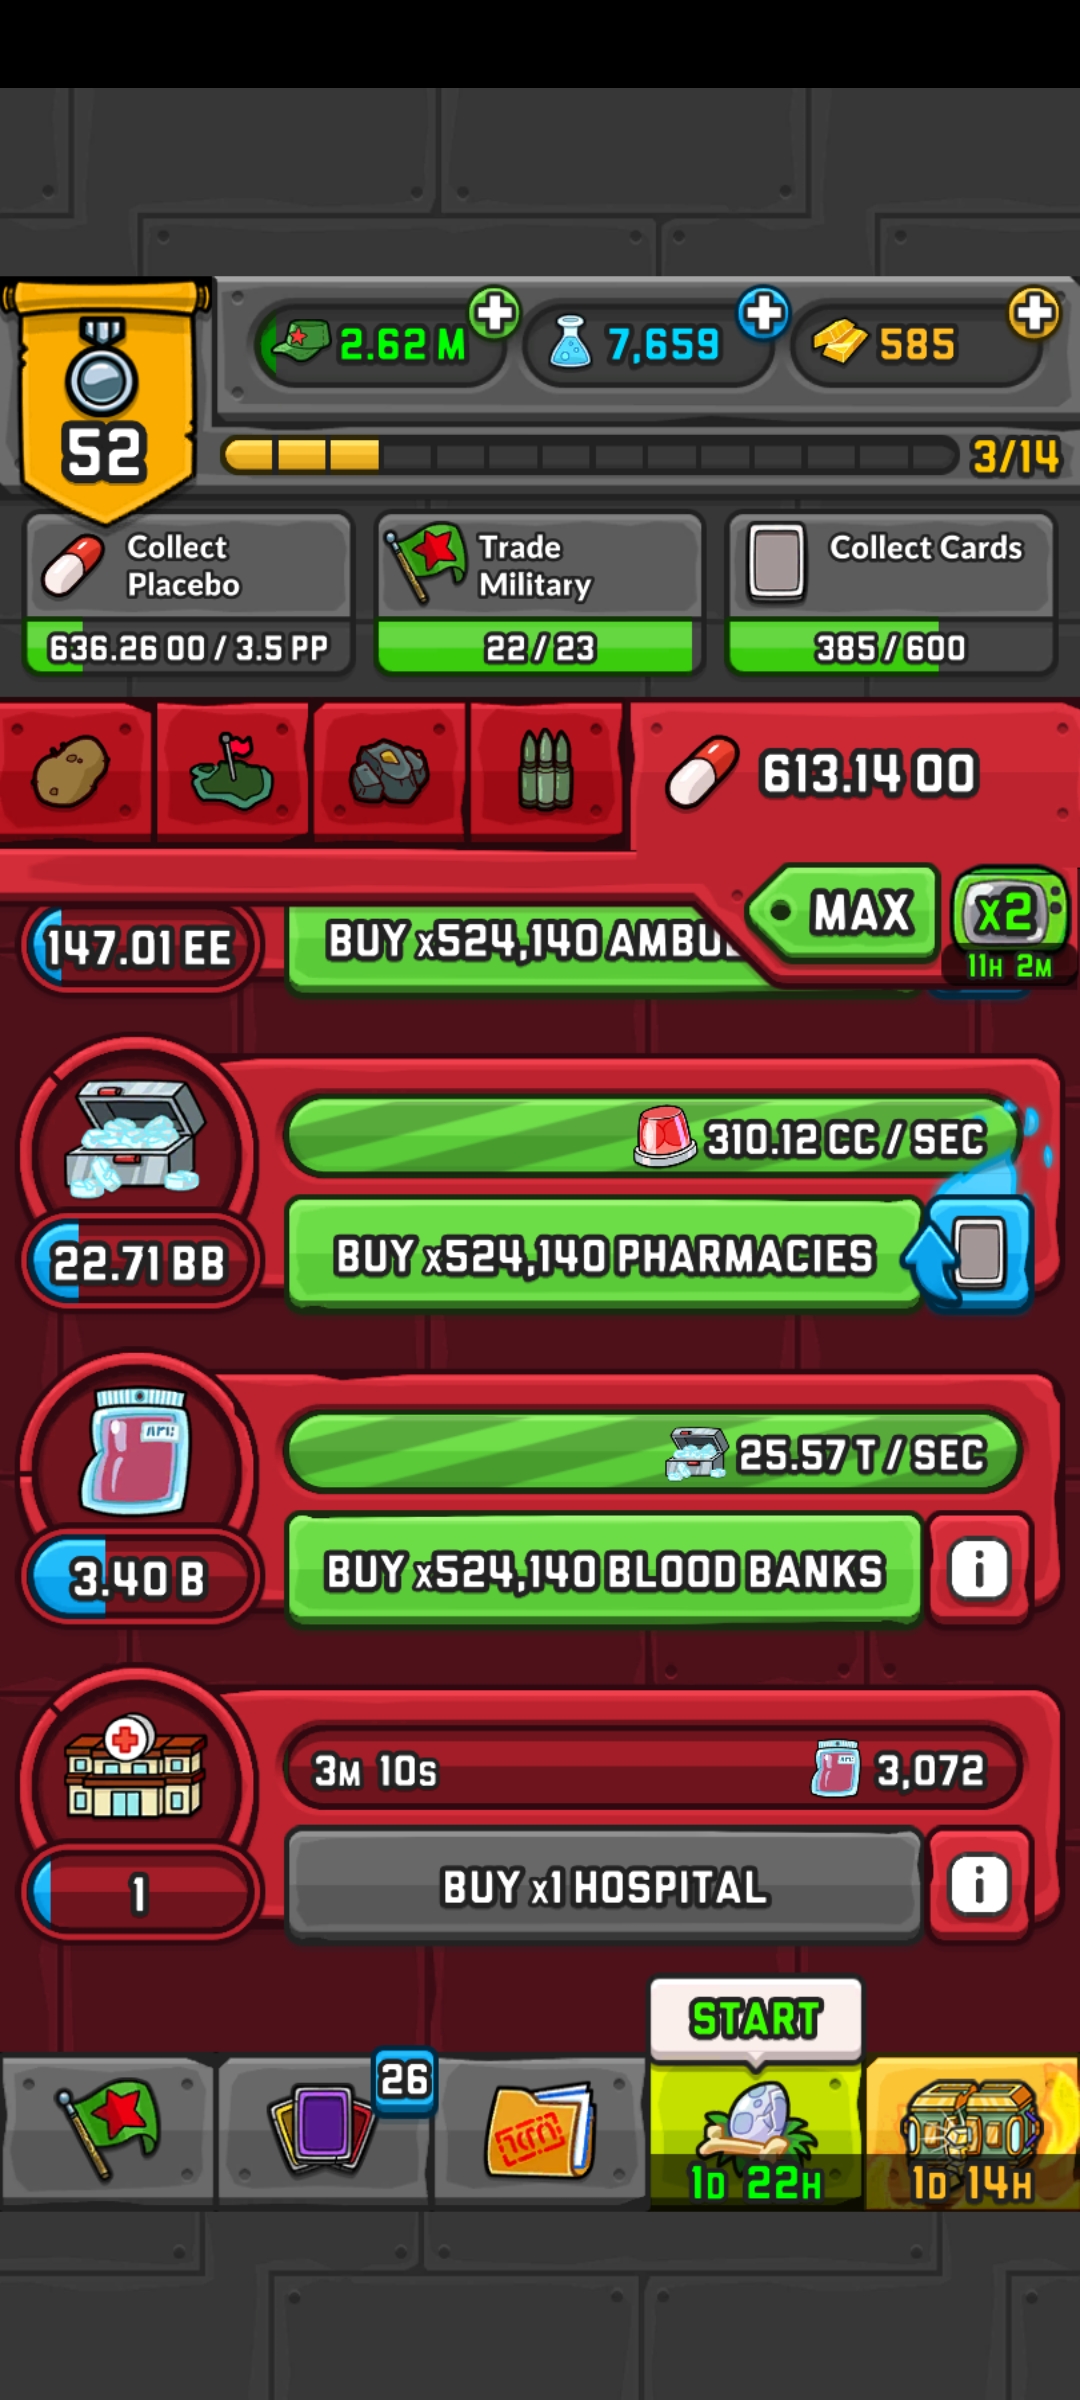 2.62 M
7,659
585
52
3/14
Collect
Placebo
636.26 OO / 3.5 PP
Trade
Military
22 / 23
Collect Cards
385 / 600
613.14 OO
MAX
x2
11H 2M
147.01 EE
BUY x524,140 AMBU
310.12 CC / SEC
22.71 BB
BUY x524,140 PHARMACIES
25.57 T / SEC
3.40 B
BUY x524,140 BLOOD BANKS
i
3M 10S
3,072
1
BUY x1 HOSPITAL
i
START
26
1D 22H
1D 14H